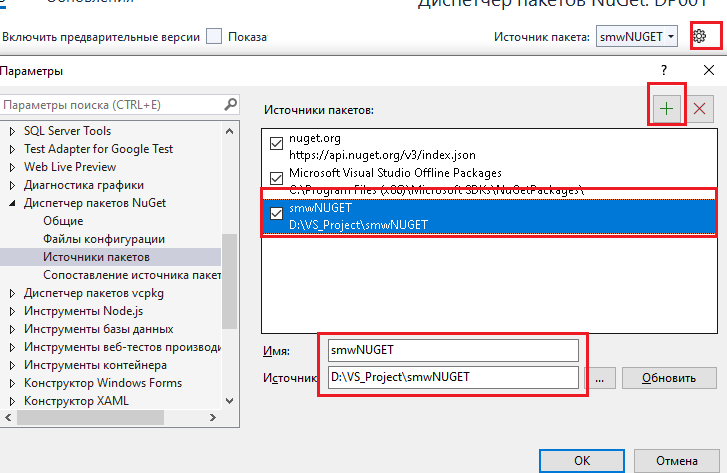 Обновления
Диспетчер пакетов NuGet: DP001
Включить предварительные версии Показа
Источник пакета: smwNUGET
Параметры
?
Параметры поиска (CTRL+E)
SQL Server Tools
Test Adapter for Google Test
Web Live Preview
Диагностика графики
Диспетчер пакетов NuGet
Общие
Файлы конфигурации
Источники пакетов
Сопоставление источника пакет
Диспетчер пакетов vcpkg
Инструменты Node.js
Инструменты базы данных
Инструменты веб-тестов производи
Инструменты контейнера
Конструктор Windows Forms
Конструктор XAML
Источники пакетов:
nuget.org
https://api.nuget.org/v3/index.json
Microsoft Visual Studio Offline Packages
C:\Program Files (x86)\Microsoft SDKs\NuGetPackages\
smwNUGET
D:\VS_Project\smwNUGET
Имя: smwNUGET
Источник D:\VS_Project\smwNUGET ... Обновить
OK Отмена